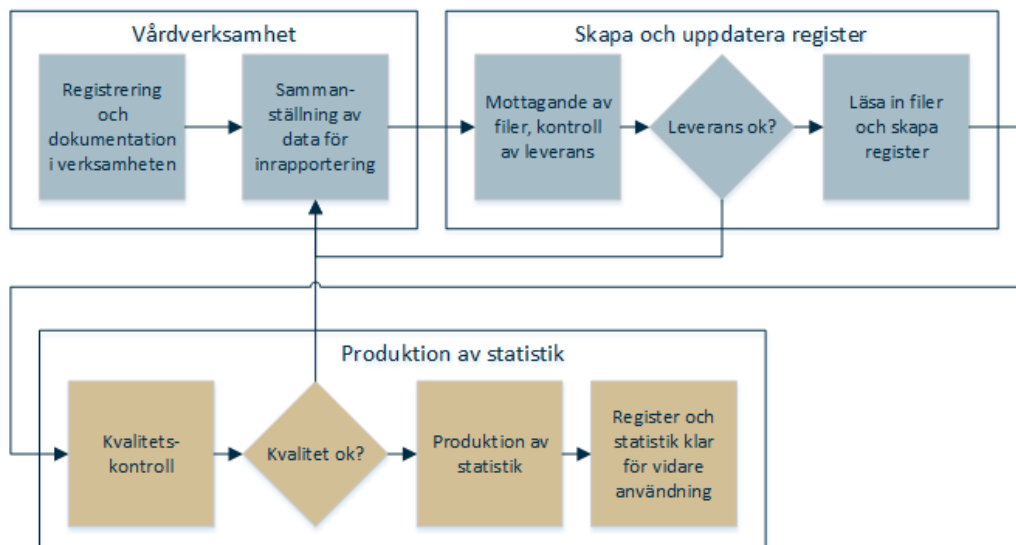 Vårdverksamhet
Registrering
och
dokumentation
i verksamheten
Samman-
ställning av
data för
inrapportering
Skapa och uppdatera register
Mottagande av
filer, kontroll
av leverans
Leverans ok?
Läsa in filer
och skapa
register
Produktion av statistik
Kvalitets-
kontroll
Kvalitet ok?
Produktion av
statistik
Register och
statistik klar
för vidare
användning